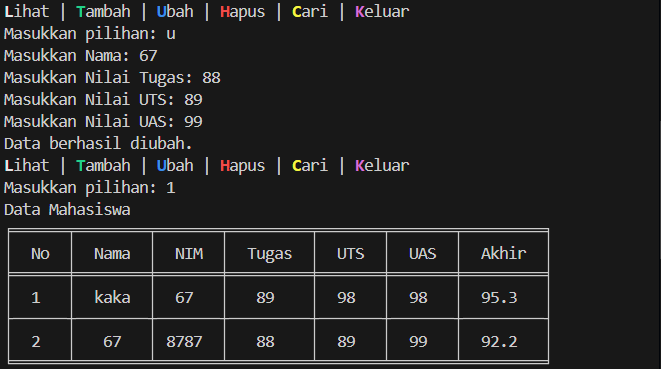 Lihat | Tambah | Ubah | Hapus | Cari | Keluar
Masukkan pilihan: u
Masukkan Nama: 67
Masukkan Nilai Tugas: 88
Masukkan Nilai UTS: 89
Masukkan Nilai UAS: 99
Data berhasil diubah.
Lihat | Tambah | Ubah | Hapus | Cari | Keluar
Masukkan pilihan: 1
Data Mahasiswa
No Nama NIM Tugas UTS UAS Akhir
1 kaka 67 89 98 98 95.3
2 67 8787 88 89 99 92.2